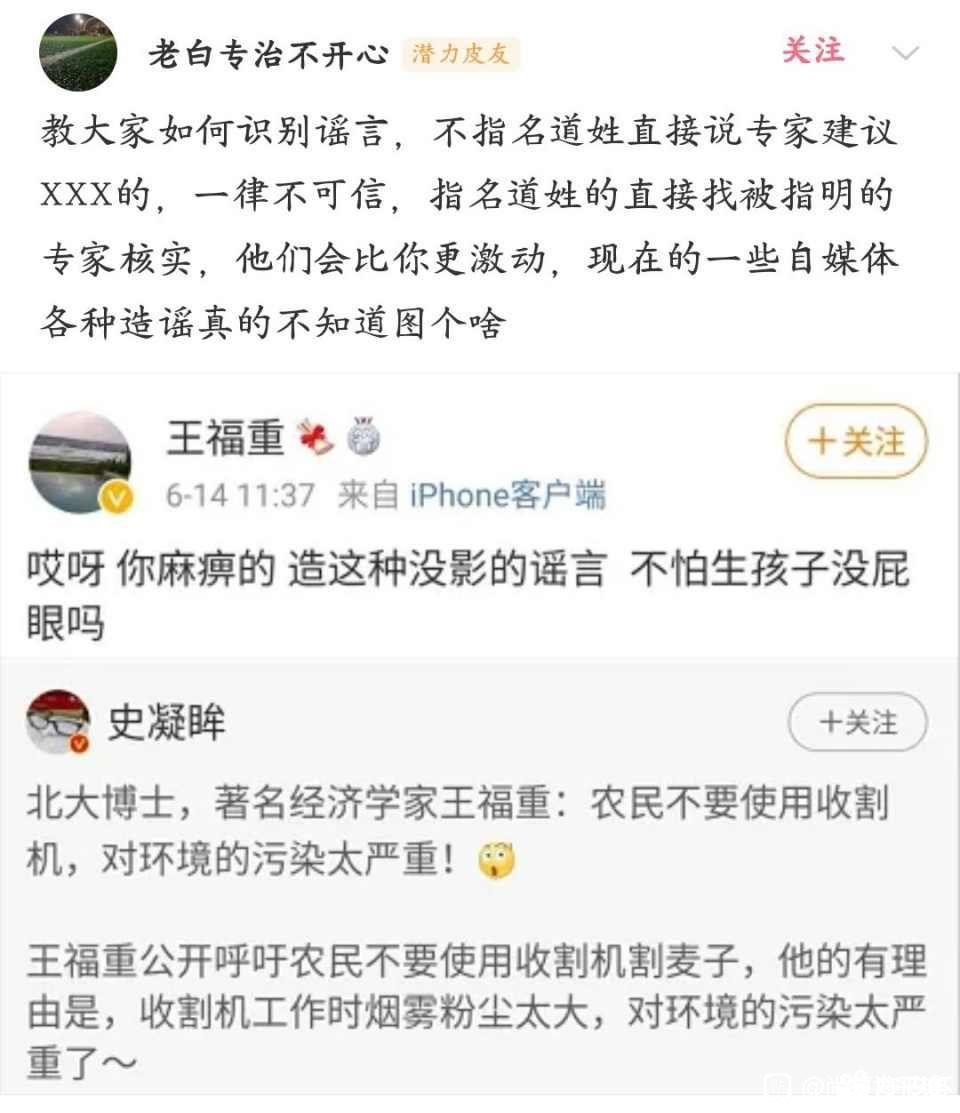 老白专治不开心 潜力皮友 关注
教大家如何识别谣言，不指名道姓直接说专家建议
XXX的，一律不可信，指名道姓的直接找被指明的
专家核实，他们会比你更激动，现在的一些自媒体
各种造谣真的不知道图个啥
王福重 +关注
6-14 11:37 来自 iPhone客户端
哎呀 你麻痹的 造这种没影的谣言 不怕生孩子没屁
眼吗
史凝眸 +关注
北大博士，著名经济学家王福重：农民不要使用收割
机，对环境的污染太严重！
王福重公开呼吁农民不要使用收割机割麦子，他的有理
由是，收割机工作时烟雾粉尘太大，对环境的污染太严
重了～